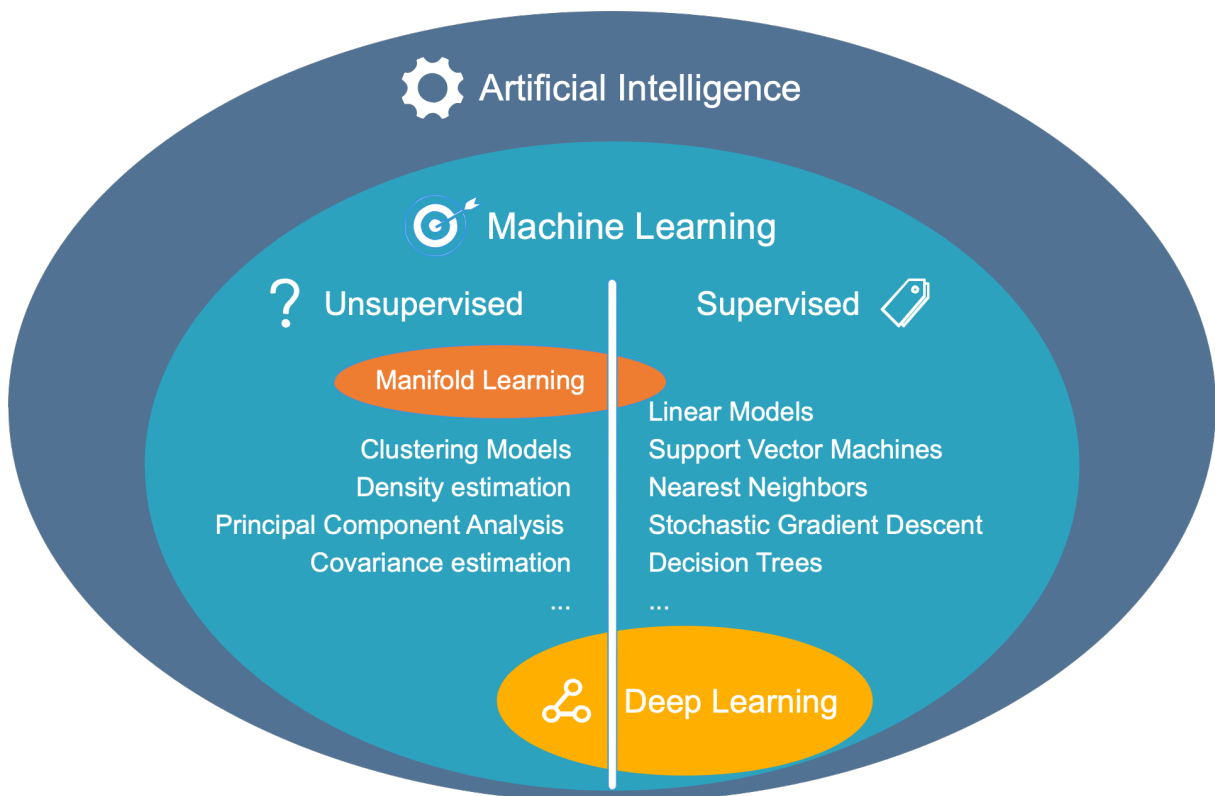 Artificial Intelligence
Machine Learning
?
Unsupervised
Supervised
Manifold Learning
Clustering Models
Density estimation
Principal Component Analysis
Covariance estimation
...
Linear Models
Support Vector Machines
Nearest Neighbors
Stochastic Gradient Descent
Decision Trees
...
Deep Learning